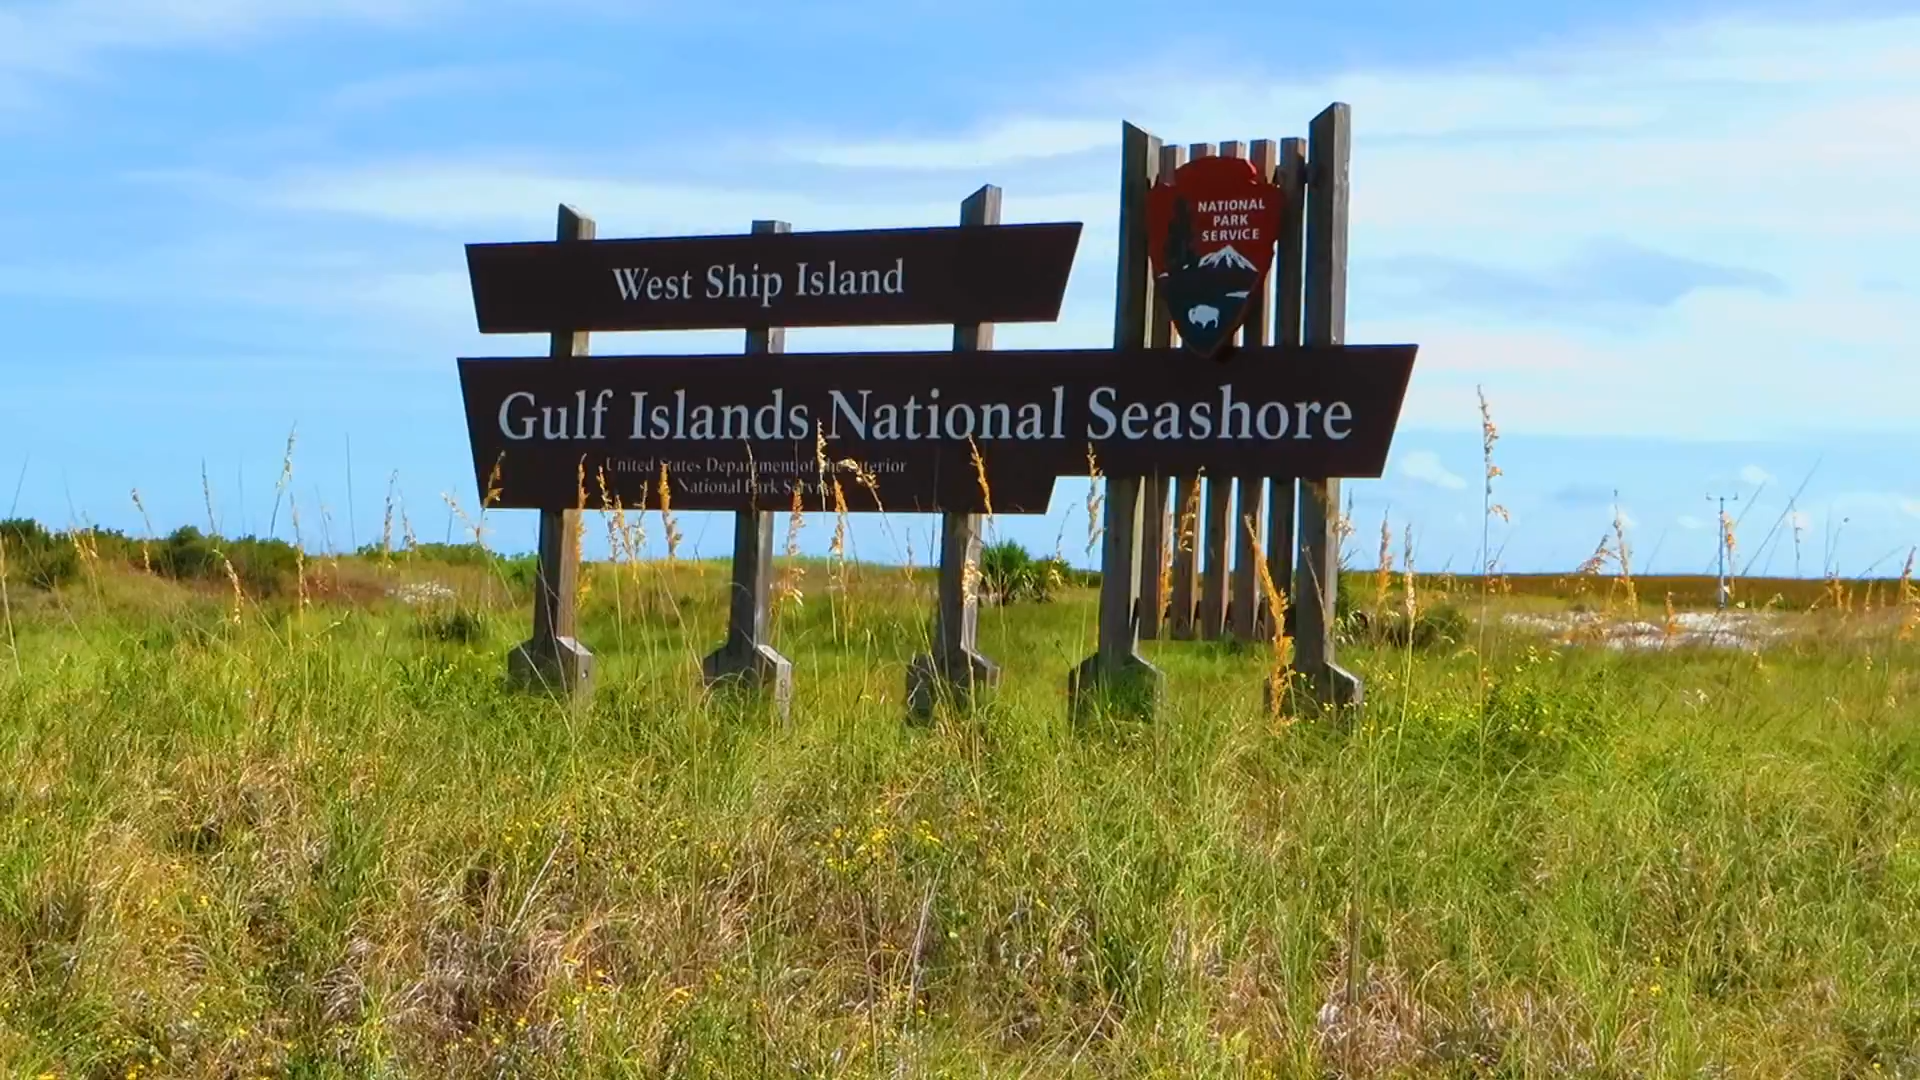 West Ship Island
NATIONAL
PARK
SERVICE
Gulf Islands National Seashore
United States Department of the Interior
National Park Service